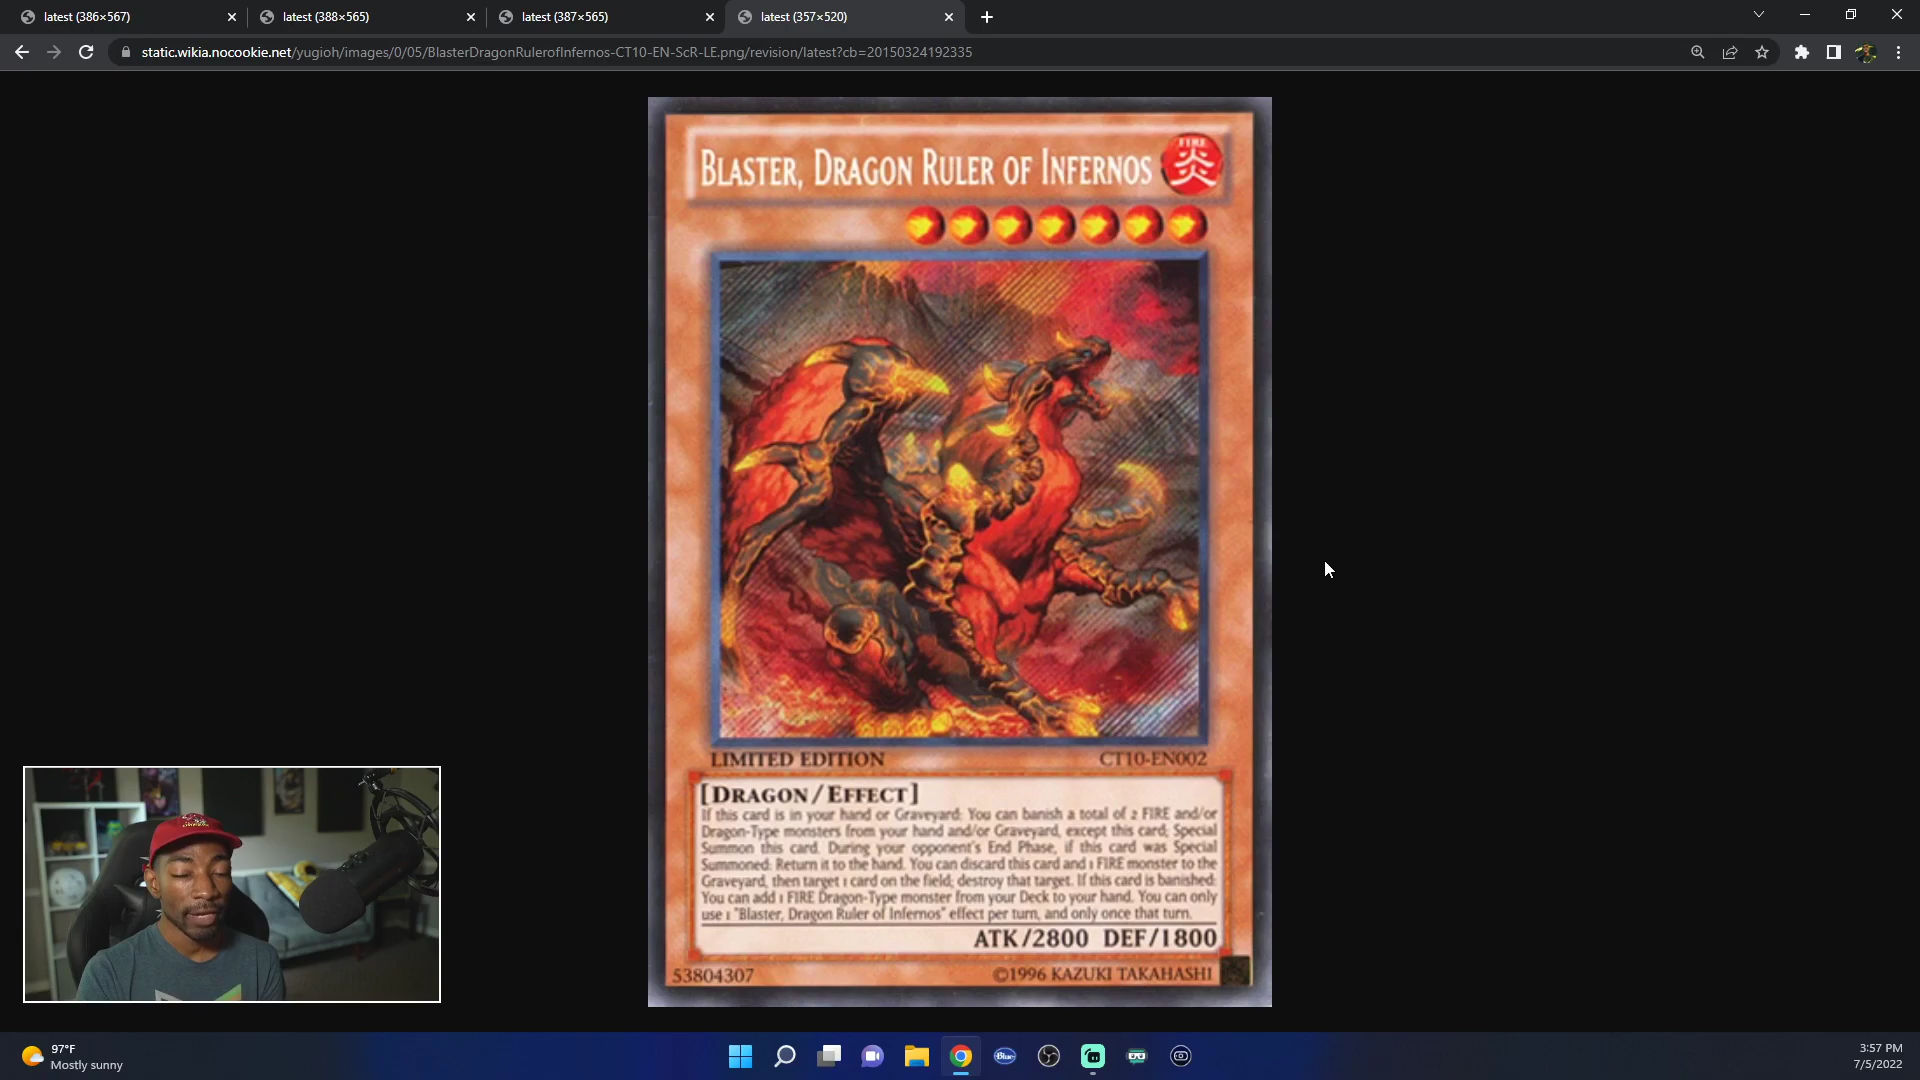 latest (386×567)
latest (388×565)
latest (387×565)
latest (357×520)
static.wikia.nocookie.net/yugioh/images/0/05/BlasterDragonRulerofInfernos-CT10-EN-ScR-LE.png/revision/latest?cb=20150324192335
BLASTER, DRAGON RULER OF INFERNOS
FIRE
炎
LIMITED EDITION
CT10-EN002
[DRAGON/EFFECT]
If this card is in your hand or Graveyard: You can banish a total of 2 FIRE and/or
Dragon-Type monsters from your hand and/or Graveyard, except this card; Special
Summon this card. During your opponent's End Phase, if this card was Special
Summoned: Return it to the hand. You can discard this card and 1 FIRE monster to the
Graveyard, then target 1 card on the field; destroy that target. If this card is banished:
You can add 1 FIRE Dragon-Type monster from your Deck to your hand. You can only
use 1 "Blaster, Dragon Ruler of Infernos" effect per turn, and only once that turn.
ATK/2800 DEF/1800
53804307
©1996 KAZUKI TAKAHASHI
97°F
Mostly sunny
Blue
3:57 PM
7/5/2022